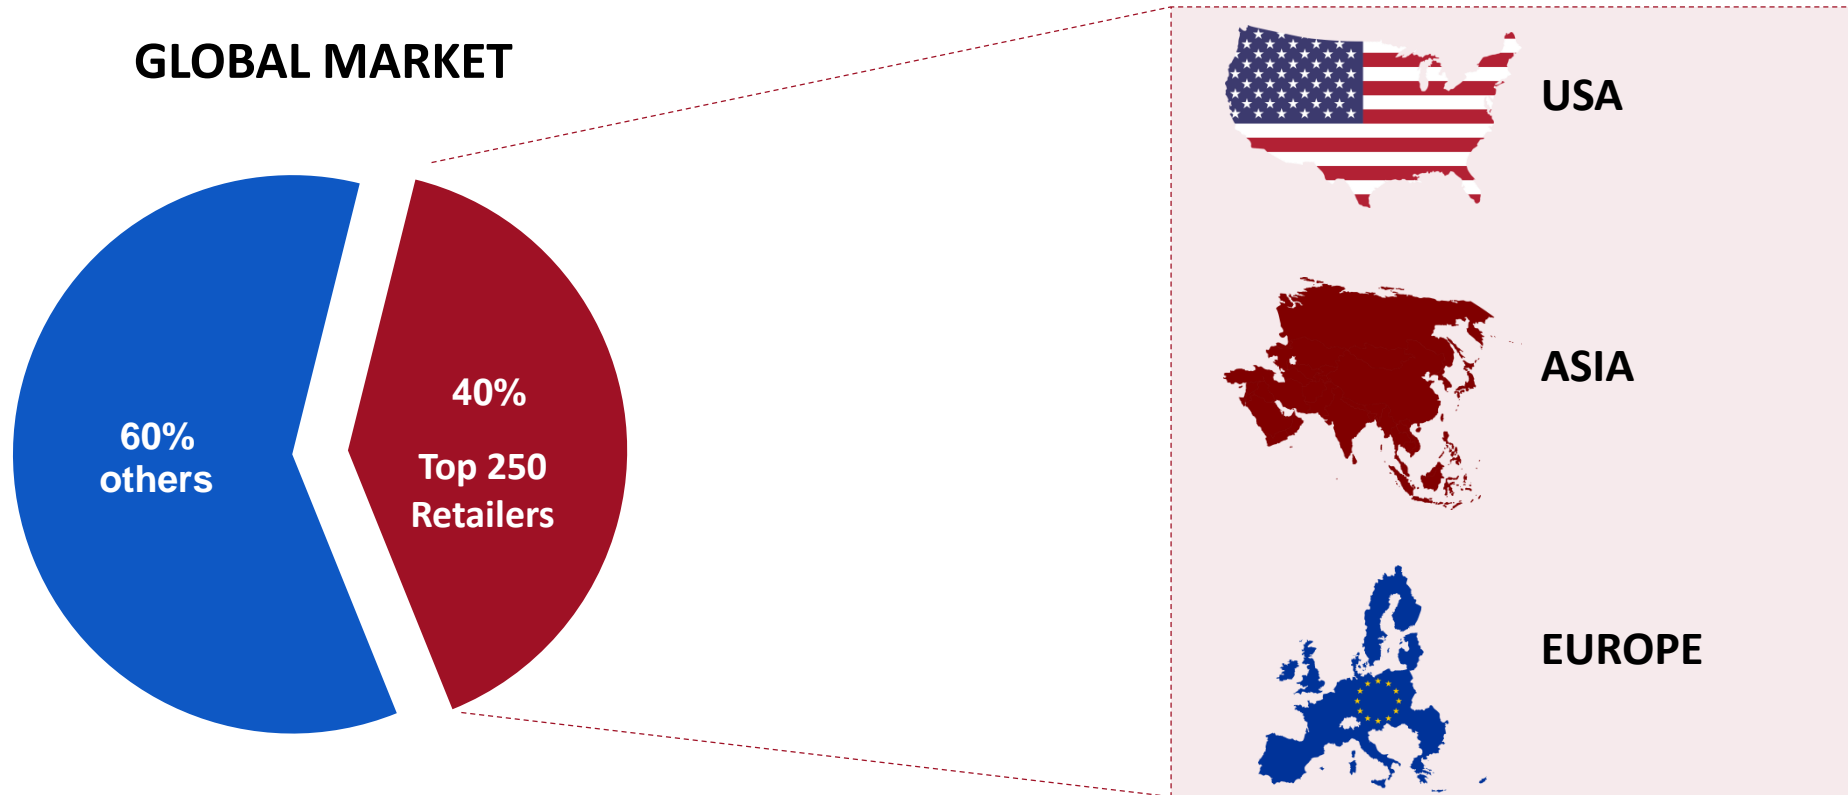 GLOBAL MARKET
60%
others
40%
Top 250
Retailers
USA
ASIA
EUROPE